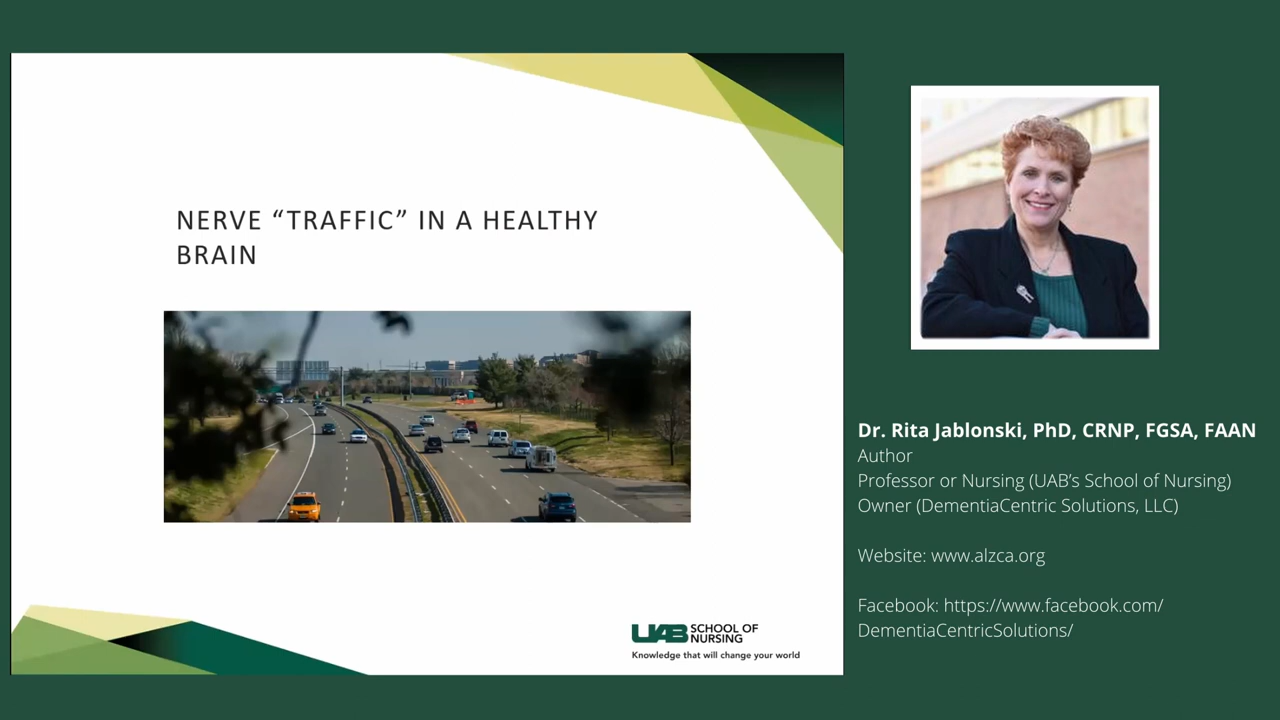 NERVE “TRAFFIC” IN A HEALTHY
BRAIN
UAB SCHOOL OF
NURSING
Knowledge that will change your world
Dr. Rita Jablonski, PhD, CRNP, FGSA, FAAN
Author
Professor or Nursing (UAB’s School of Nursing)
Owner (DementiaCentric Solutions, LLC)
Website: www.alzca.org
Facebook: https://www.facebook.com/
DementiaCentricSolutions/